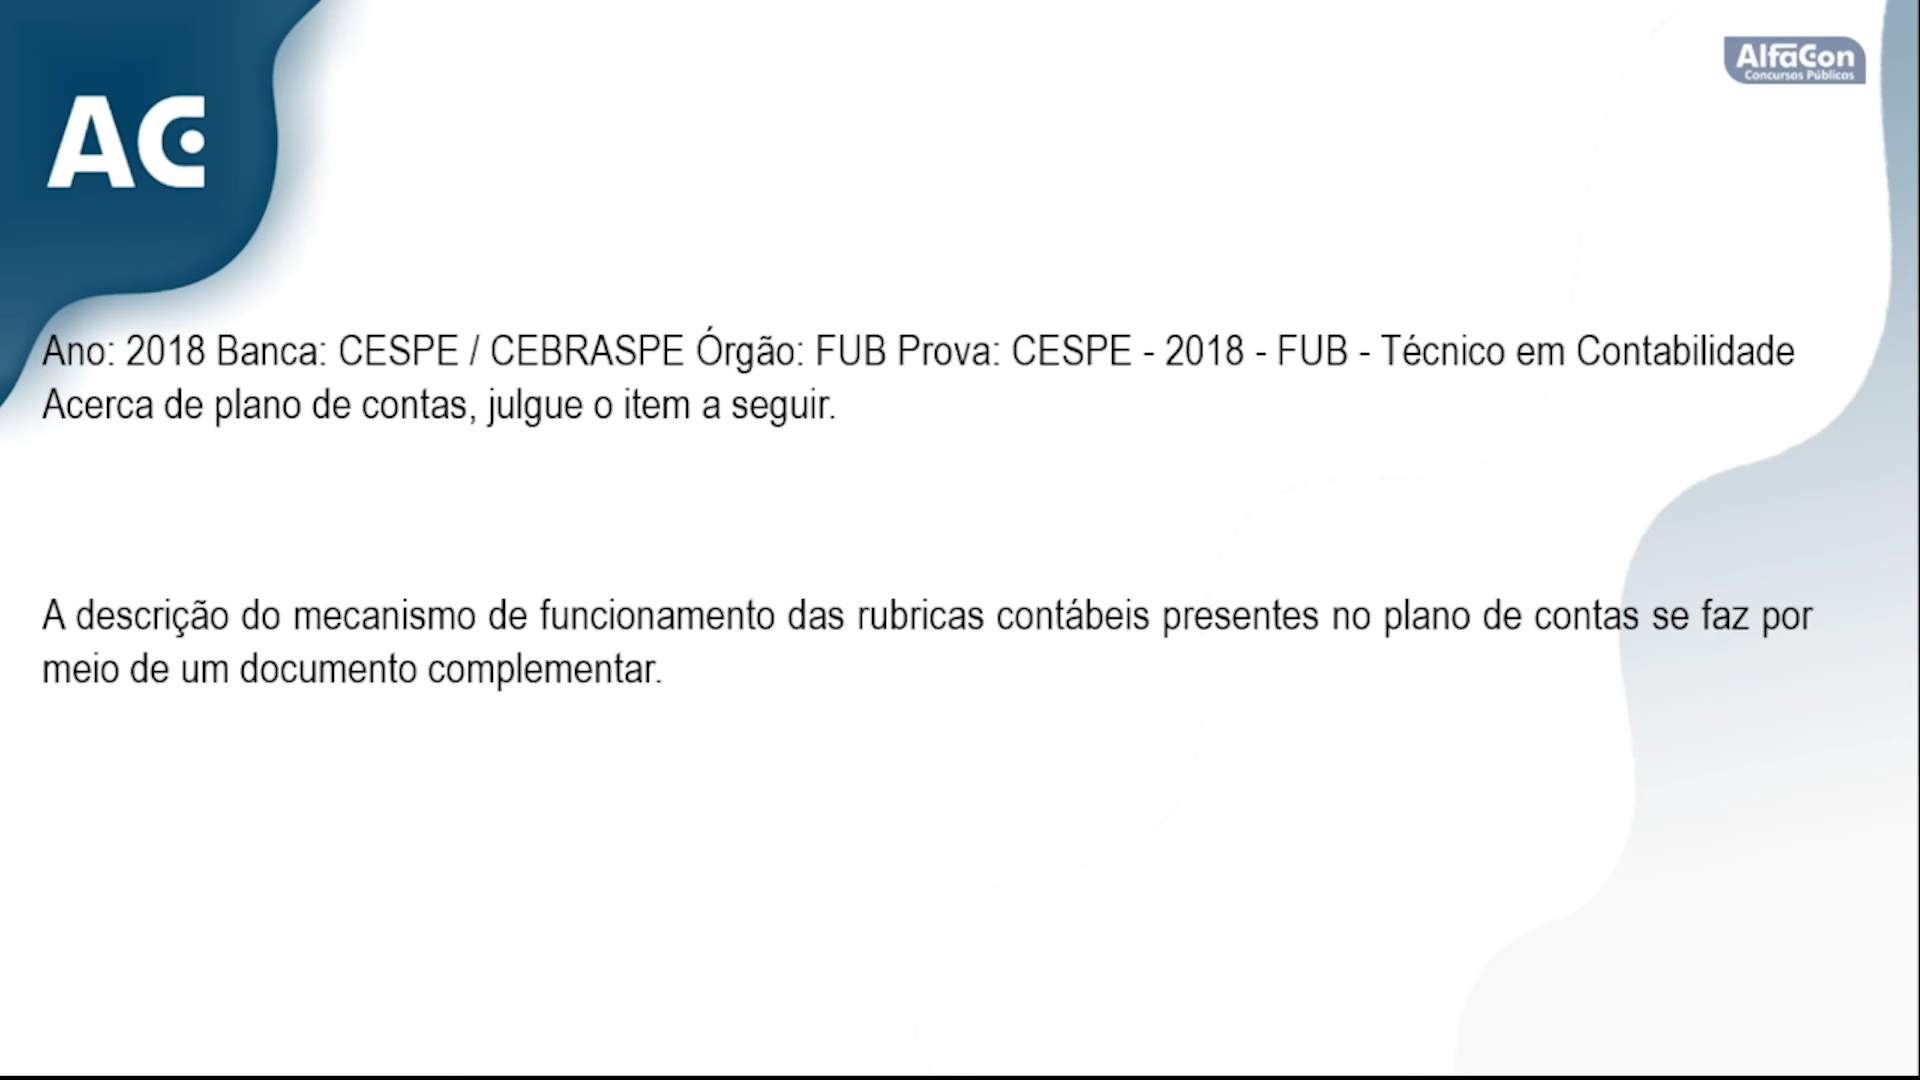 AC
AlfaCon
Concursos Públicos
Ano: 2018 Banca: CESPE / CEBRASPE Órgão: FUB Prova: CESPE - 2018 - FUB - Técnico em Contabilidade
Acerca de plano de contas, julgue o item a seguir.
A descrição do mecanismo de funcionamento das rubricas contábeis presentes no plano de contas se faz por
meio de um documento complementar.